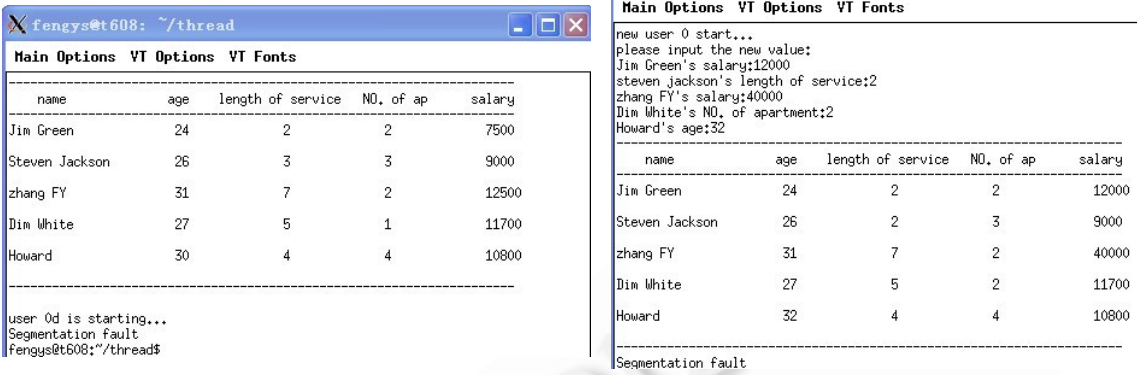 fengys@t608: ~/thread
Main Options VT Options VT Fonts
name age length of service NO. of ap salary
Jim Green 24 2 2 7500
Steven Jackson 26 3 3 9000
zhang FY 31 7 2 12500
Dim White 27 5 1 11700
Howard 30 4 4 10800
user 0d is starting...
Segmentation fault
fengys@t608:~/thread$
Main Options VT Options VT Fonts
new user 0 start...
please input the new value:
Jim Green's salary:12000
steven jackson's length of service:2
zhang FY's salary:40000
Dim White's NO. of apartment:2
Howard's age:32
name age length of service NO. of ap salary
Jim Green 24 2 2 12000
Steven Jackson 26 2 3 9000
zhang FY 31 7 2 40000
Dim White 27 5 2 11700
Howard 32 4 4 10800
Segmentation fault